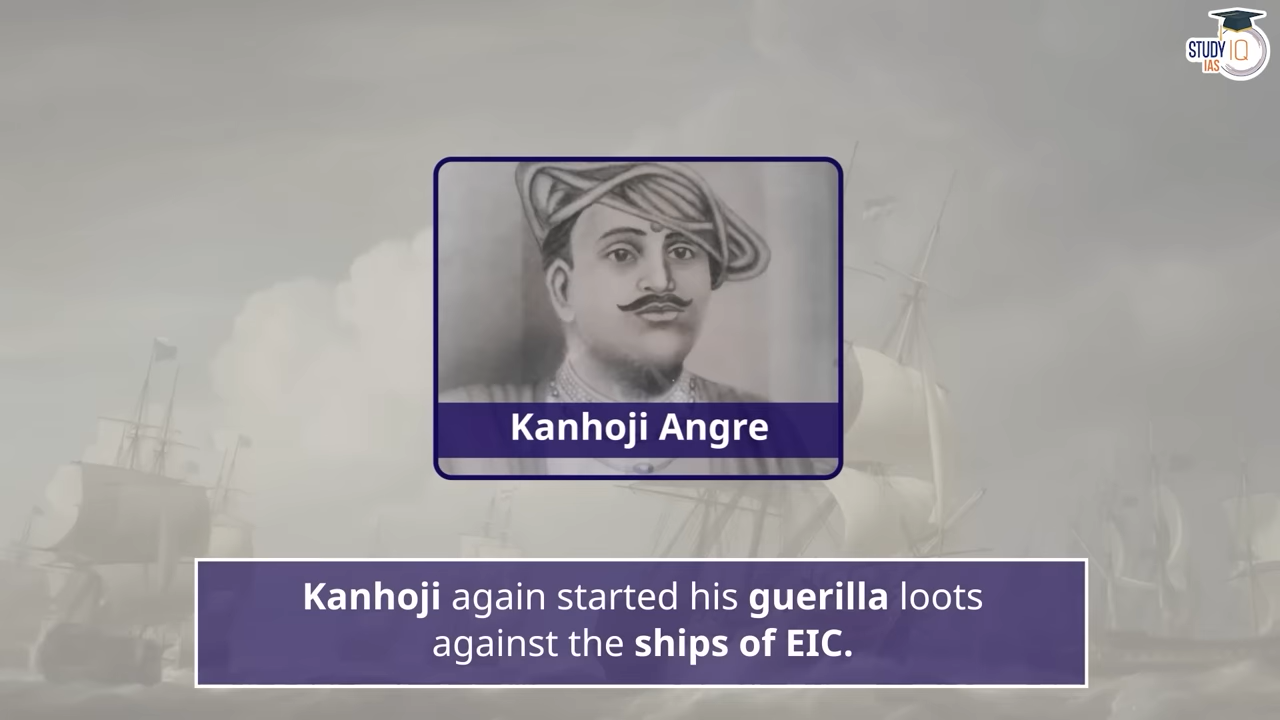 STUDY IQ
IAS
Kanhoji Angre
Kanhoji again started his guerilla loots
against the ships of EIC.